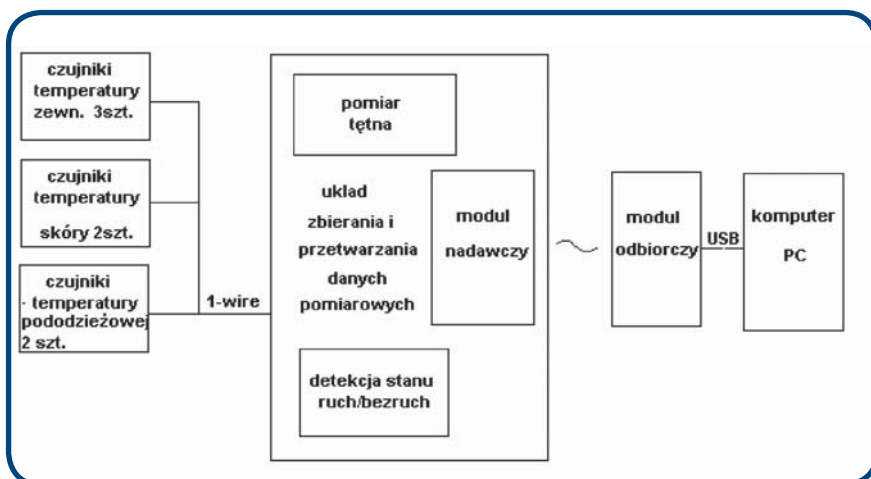 czujniki
temperatury
zewn. 3szt.
czujniki
temperatury
skóry 2szt.
czujniki
- temperatury
pododzieżowej
2 szt.
1-wire
pomiar
tętna
uklad
zbierania i
przetwarzania
danych
pomiarowych
modul
nadawczy
detekcja stanu
ruch/bezruch
modul
odbiorczy
USB
komputer
PC